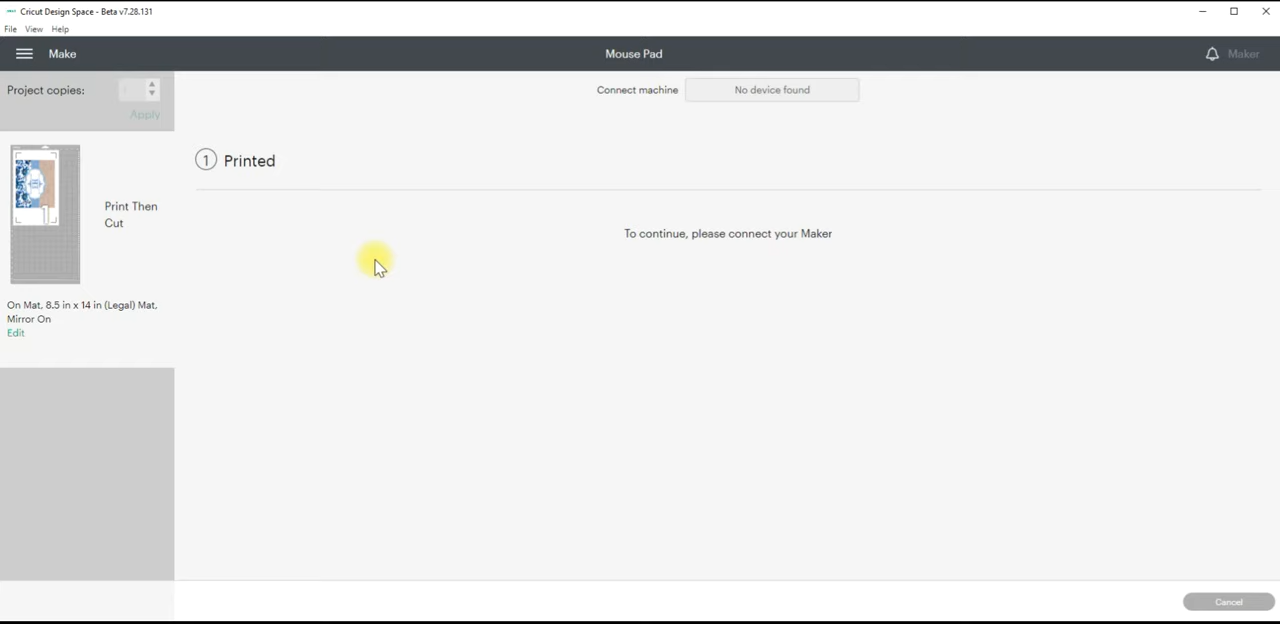 Cricut Design Space - Beta v7.28.131
File View Help
Make
Mouse Pad
Maker
Project copies:
Apply
Connect machine
No device found
1 Printed
Print Then
Cut
To continue, please connect your Maker
On Mat, 8.5 in x 14 in (Legal) Mat,
Mirror On
Edit
Cancel